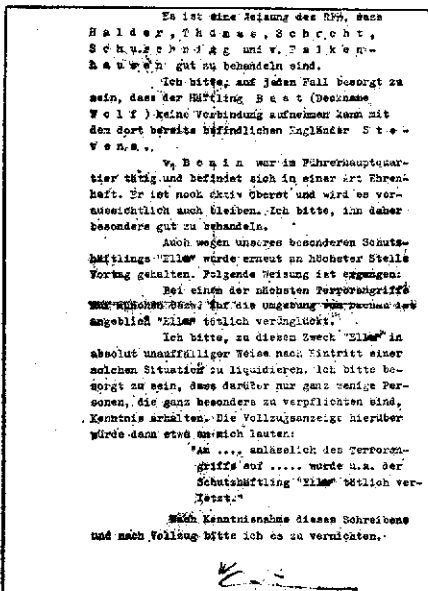 Es ist eine Weisung des RFSS, dass
H a l d e r , T h o m a s , S c h a c h t ,
S c h u s c h n i g g und v. F a l k e n -
h a u s e n gut zu behandeln sind.
Ich bitte, auf jeden Fall besorgt zu
sein, dass der Häftling B e s t (Deckname
W o l f ) keine Verbindung aufnehmen kann mit
dem dort bereits befindlichen Engländer S t e -
v e n s .
v. B o n i n war im Führerhauptquar-
tier tätig und befindet sich in einer Art Ehren-
haft. Er ist noch aktiv Oberst und wird es vor-
aussichtlich auch bleiben. Ich bitte, ihn daher
besonders gut zu behandeln.
Auch wegen unseres besonderen Schutz-
häftlings "Eller" wurde erneut an höchster Stelle
Vortrag gehalten. Folgende Weisung ist ergangen:
Bei einem der nächsten Terrorangriffe
auf München bzw. für die Umgebung von Dachau ist
angeblich "Eller" tötlich verunglückt.
Ich bitte, zu diesem Zweck "Eller" in
absolut unauffälliger Weise nach Eintritt einer
solchen Situation zu liquidieren. Ich bitte be-
sorgt zu sein, dass darüber nur ganz wenige Per-
sonen, die ganz besonders zu verpflichten sind,
Kenntnis erhalten. Die Vollzugsanzeige hierüber
würde dann etwa an mich lauten:
"Am .... anlässlich des Terroran-
griffs auf ..... wurde u.a. der
Schutzhäftling "Eller" tötlich ver-
letzt."
Nach Kenntnisnahme dieses Schreibens
und nach Vollzug bitte ich es zu vernichten.